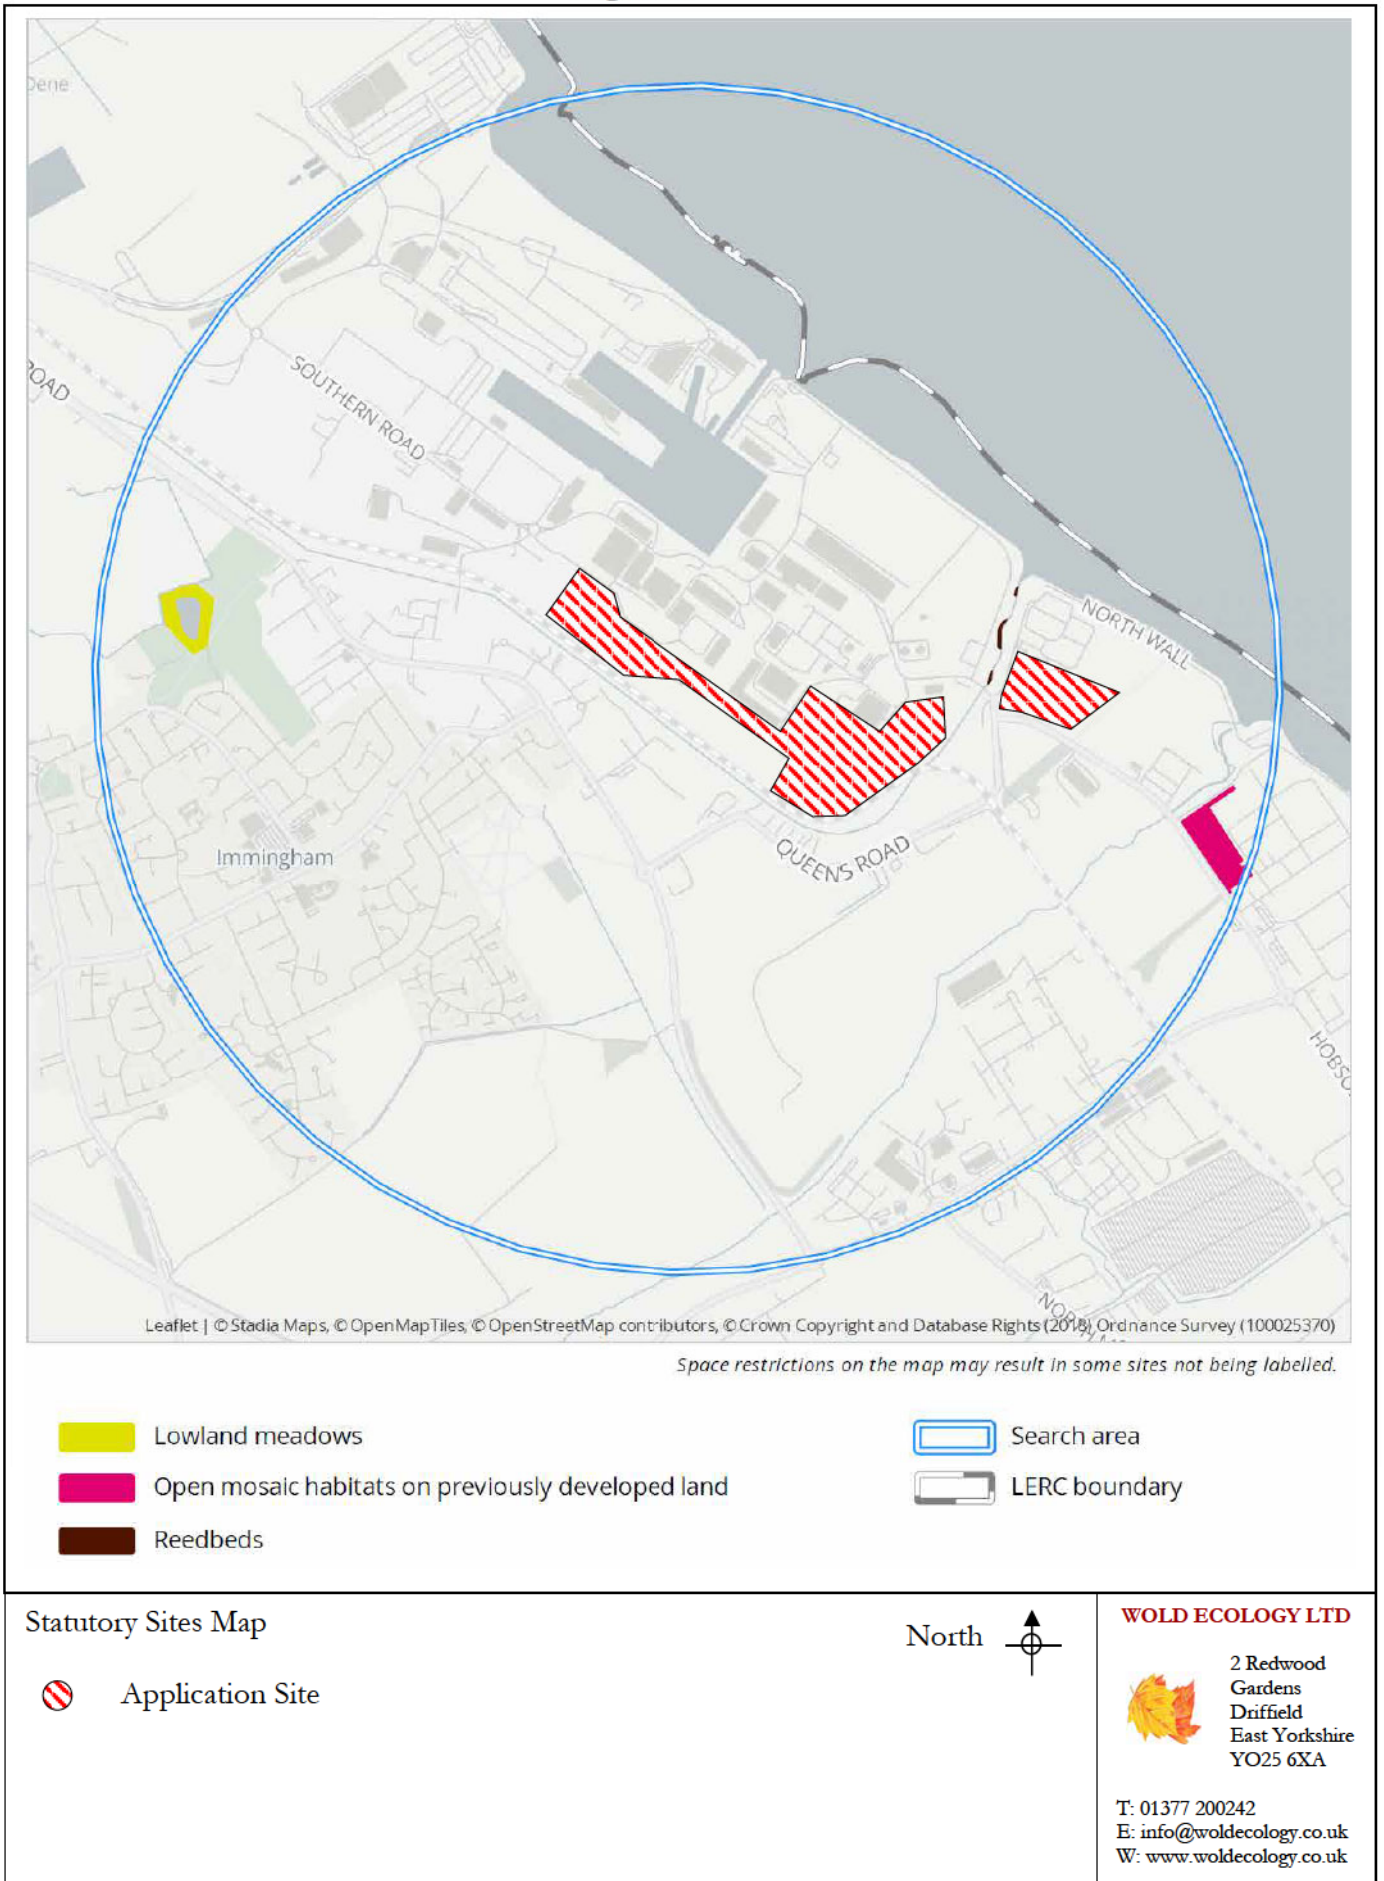 Dene
ROAD
SOUTHERN ROAD
NORTH WALL
QUEENS ROAD
Immingham
Leaflet | © Stadia Maps, © OpenMapTiles, © OpenStreetMap contributors, © Crown Copyright and Database Rights (2018) Ordnance Survey (100025370)
Space restrictions on the map may result in some sites not being labelled.
Lowland meadows
Open mosaic habitats on previously developed land
Reedbeds
Search area
LERC boundary
Statutory Sites Map
Application Site
North
WOLD ECOLOGY LTD
2 Redwood
Gardens
Driffield
East Yorkshire
YO25 6XA
T: 01377 200242
E: info@woldecology.co.uk
W: www.woldecology.co.uk